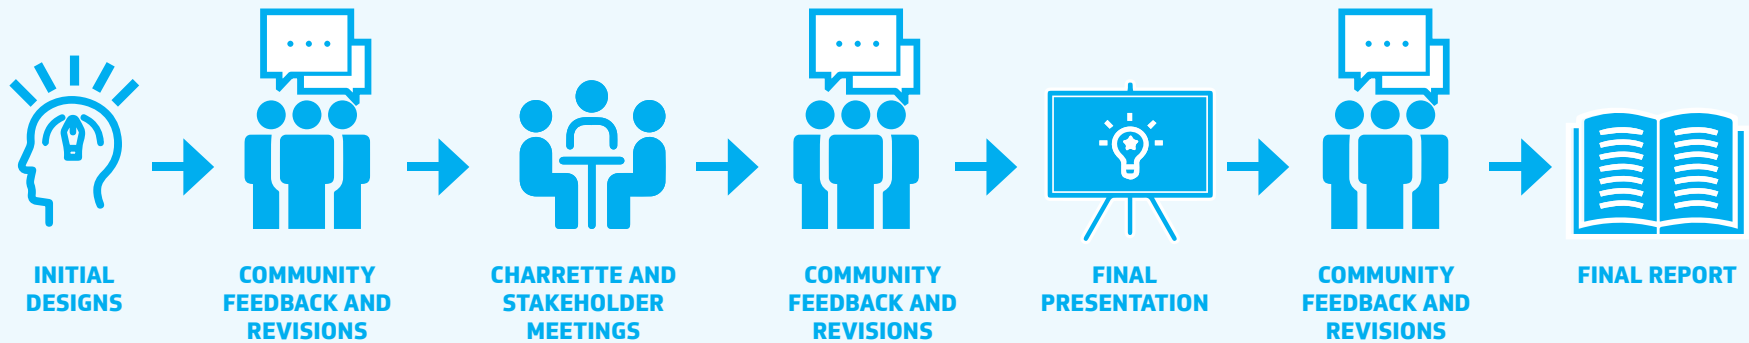 INITIAL
DESIGNS
COMMUNITY
FEEDBACK AND
REVISIONS
CHARRETTE AND
STAKEHOLDER
MEETINGS
COMMUNITY
FEEDBACK AND
REVISIONS
FINAL
PRESENTATION
COMMUNITY
FEEDBACK AND
REVISIONS
FINAL REPORT